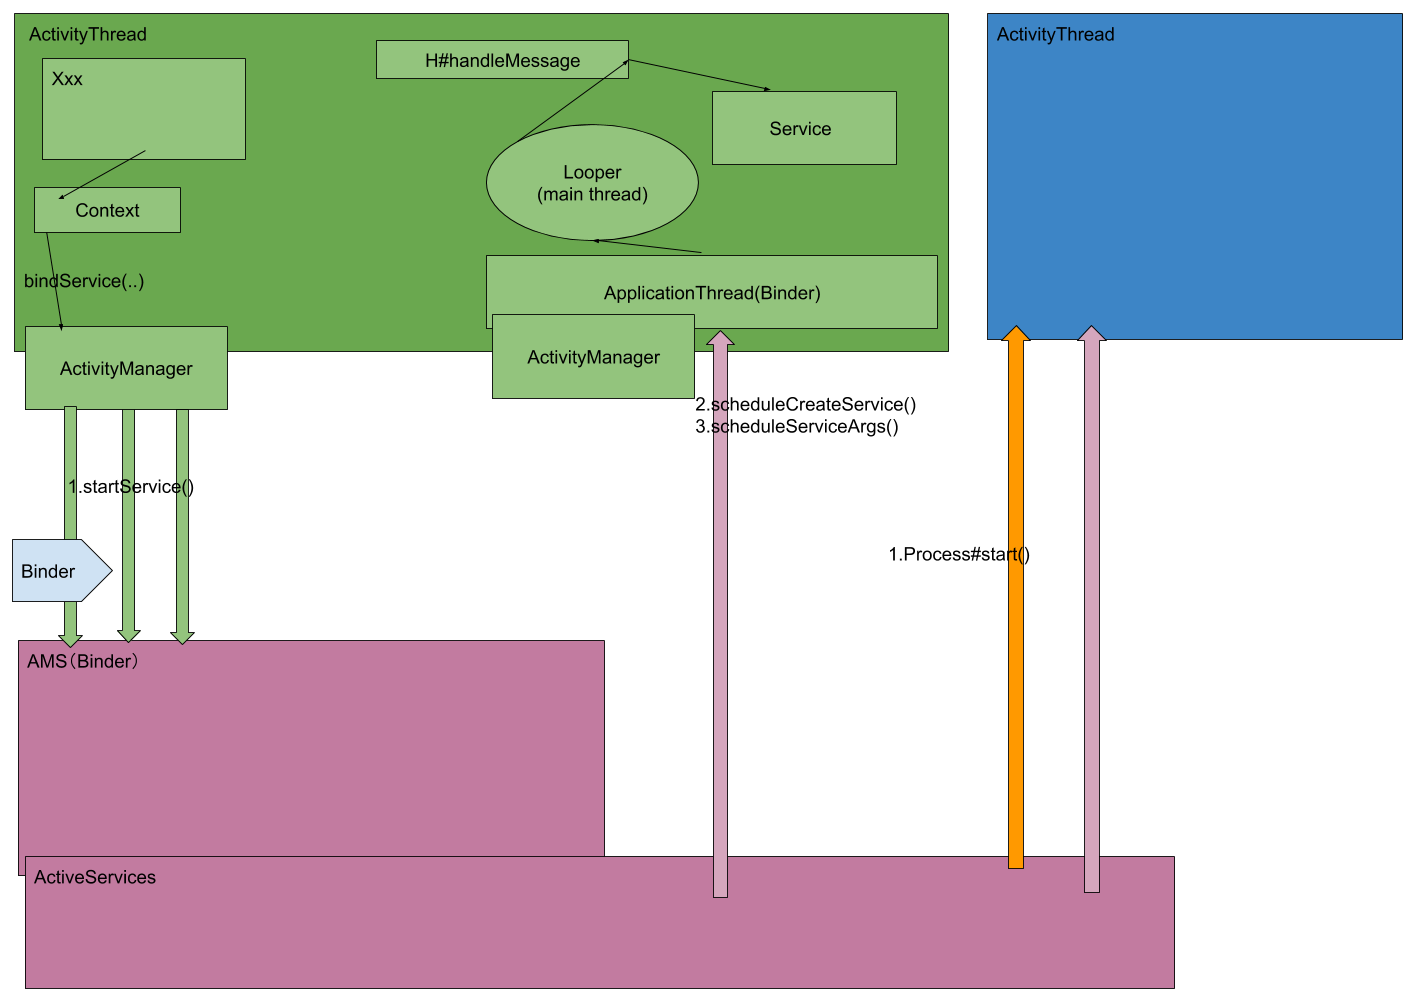 ActivityThread
Xxx
Context
bindService(..)
ActivityManager
H#handleMessage
Service
Looper
(main thread)
ApplicationThread(Binder)
ActivityManager
ActivityThread
2.scheduleCreateService()
3.scheduleServiceArgs()
1.startService()
1.Process#start()
Binder
AMS（Binder）
ActiveServices